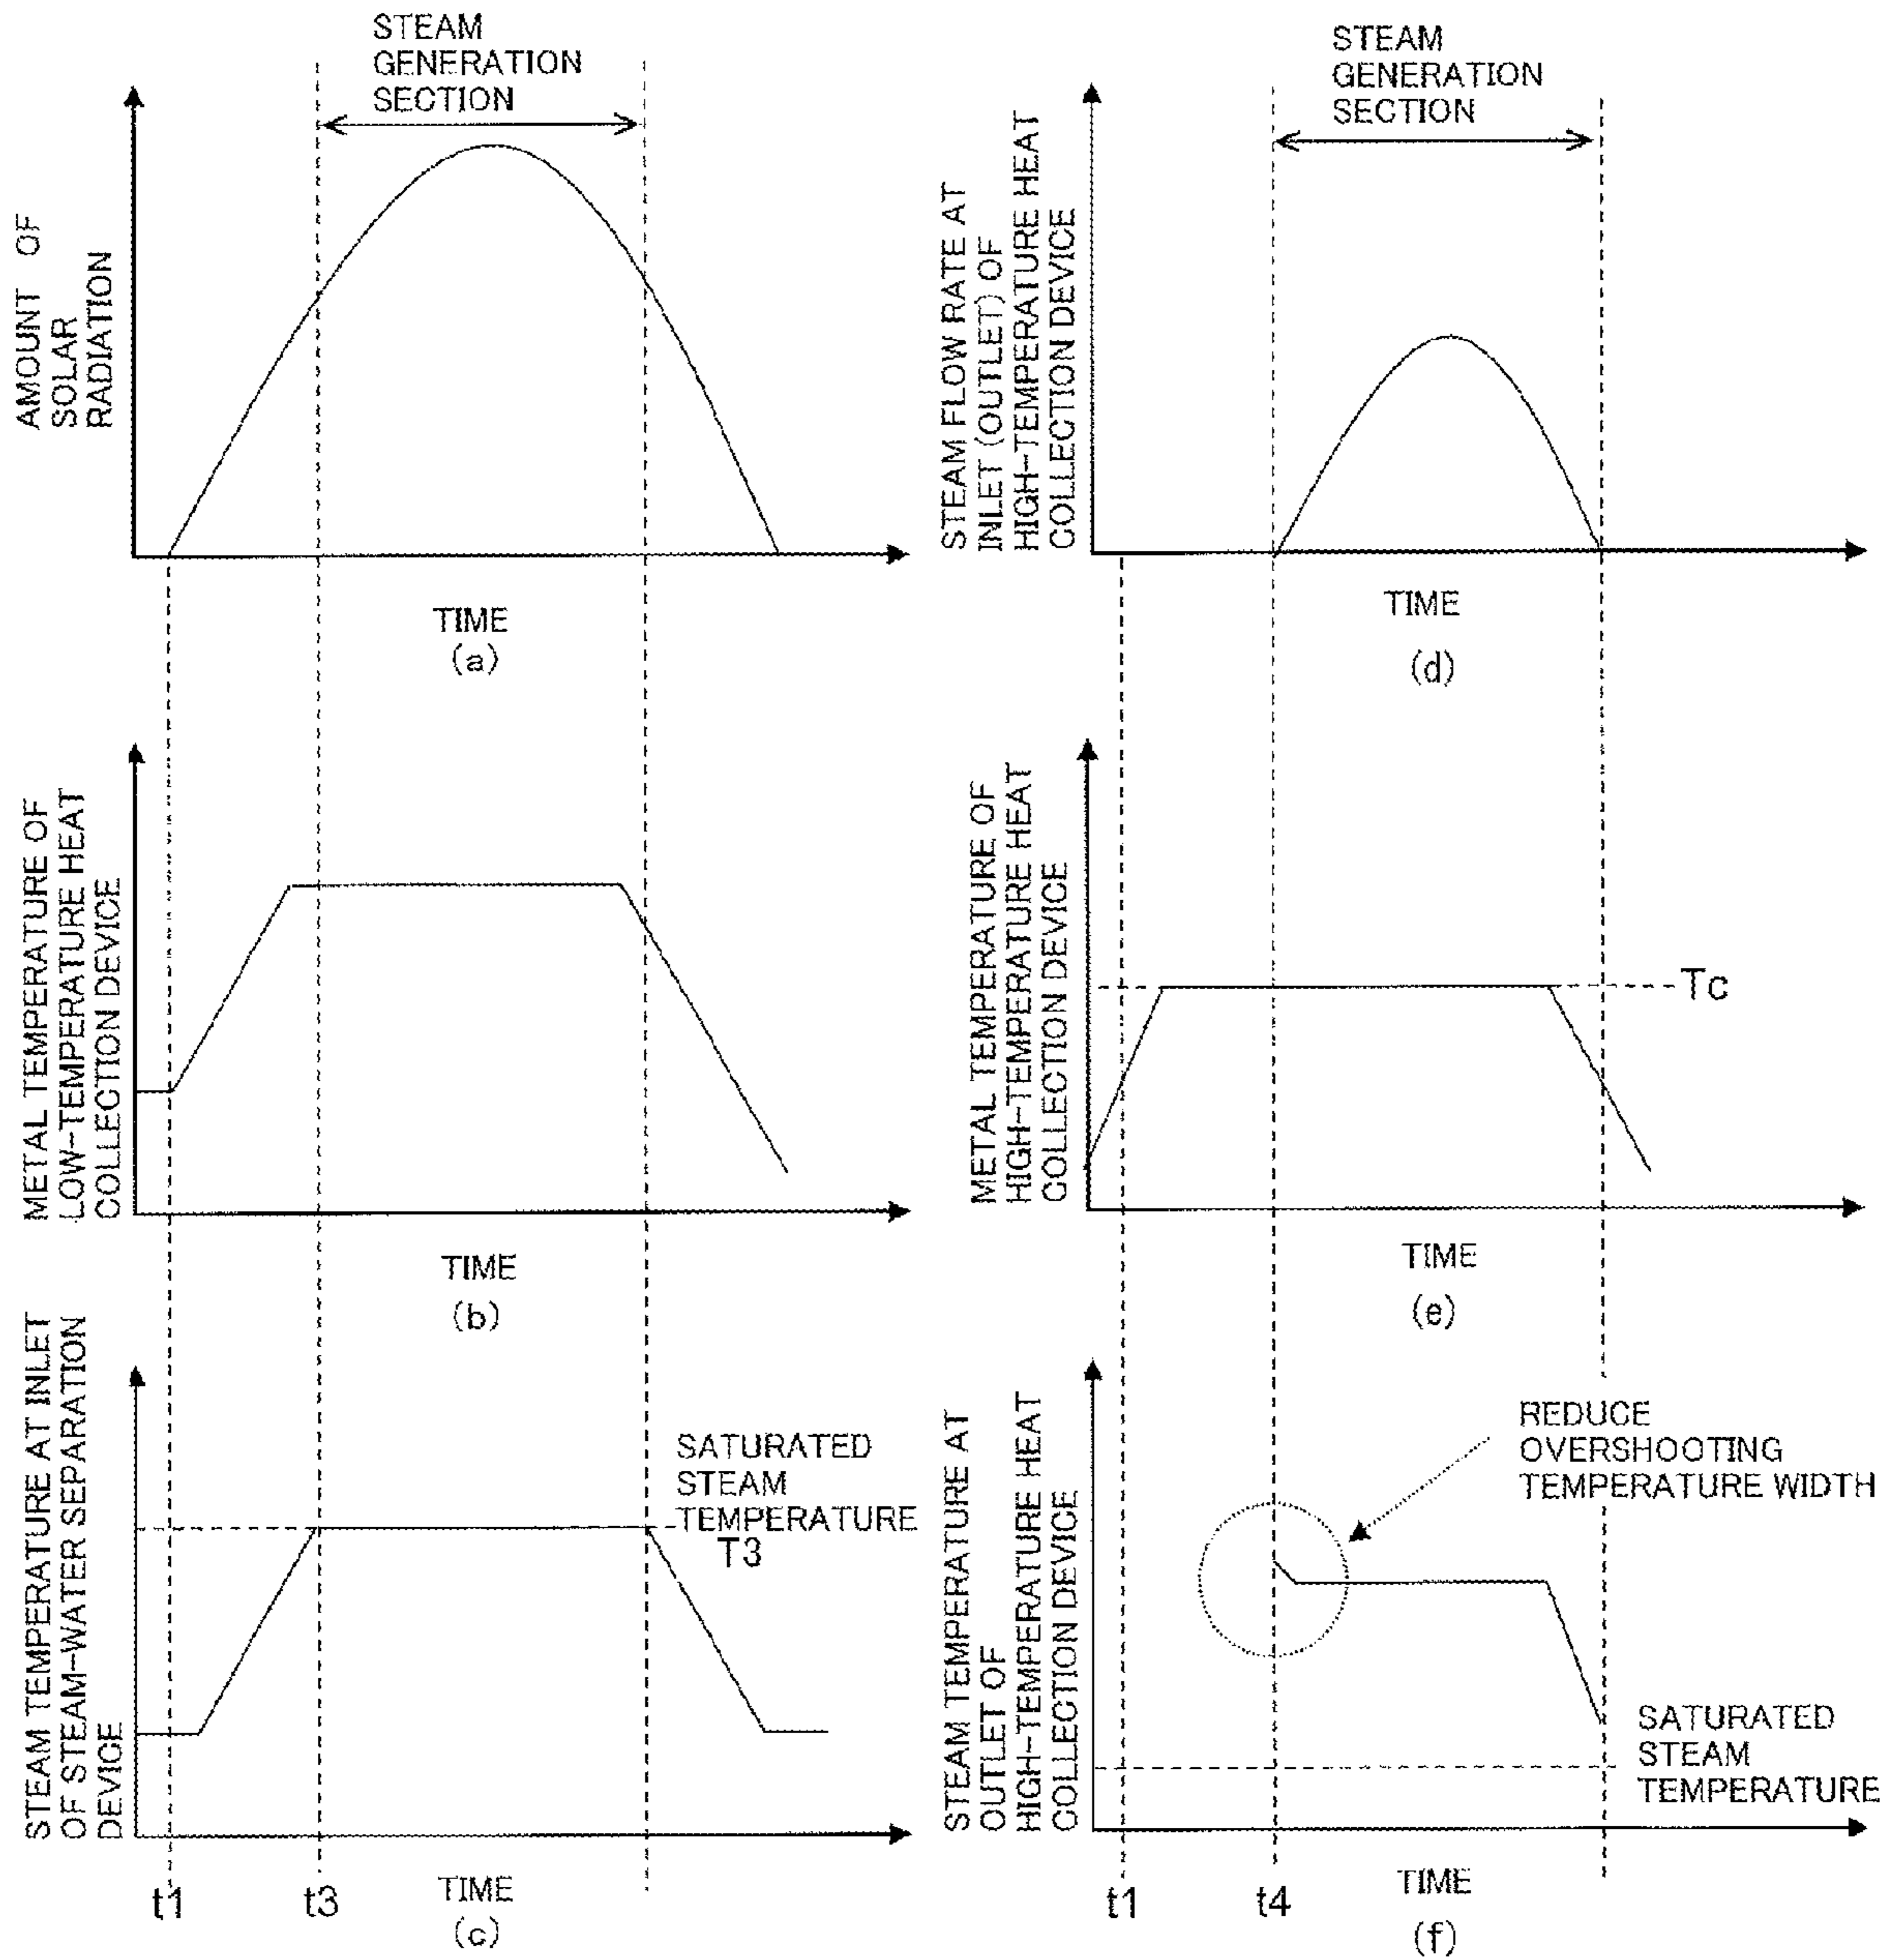 STEAM
GENERATION
SECTION
AMOUNT OF
SOLAR
RADIATION
TIME
(a)
METAL TEMPERATURE OF
LOW-TEMPERATURE HEAT
COLLECTION DEVICE
TIME
(b)
STEAM TEMPERATURE AT INLET
OF STEAM-WATER SEPARATION
DEVICE
SATURATED
STEAM
TEMPERATURE
T3
t1
t3
TIME
(c)
STEAM
GENERATION
SECTION
STEAM FLOW RATE AT
INLET (OUTLET) OF
HIGH-TEMPERATURE HEAT
COLLECTION DEVICE
TIME
(d)
METAL TEMPERATURE OF
HIGH-TEMPERATURE HEAT
COLLECTION DEVICE
Tc
TIME
(e)
STEAM TEMPERATURE AT
OUTLET OF
HIGH-TEMPERATURE HEAT
COLLECTION DEVICE
REDUCE
OVERSHOOTING
TEMPERATURE WIDTH
SATURATED
STEAM
TEMPERATURE
t1
t4
TIME
(f)